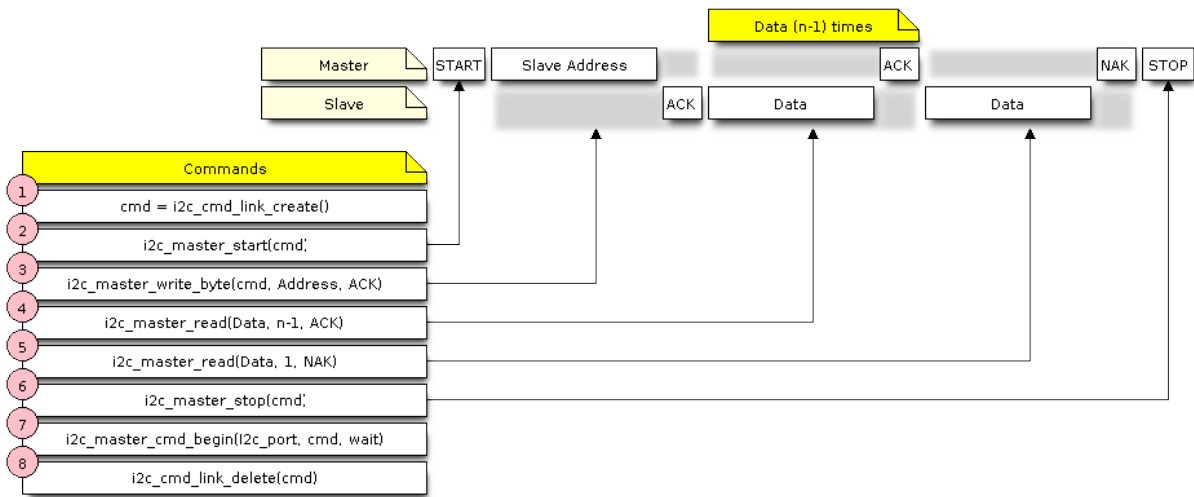 Data (n-1) times
Master START Slave Address ACK NAK STOP
Slave ACK Data Data
Commands
1
cmd = i2c_cmd_link_create()
2
i2c_master_start(cmd;
3
i2c_master_write_byte(cmd, Address, ACK)
4
i2c_master_read(Data, n-1, ACK)
5
i2c_master_read(Data, 1, NAK)
6
i2c_master_stop(cmd;
7
i2c_master_cmd_begin(I2c_port, cmd, wait)
8
i2c_cmd_link_delete(cmd)